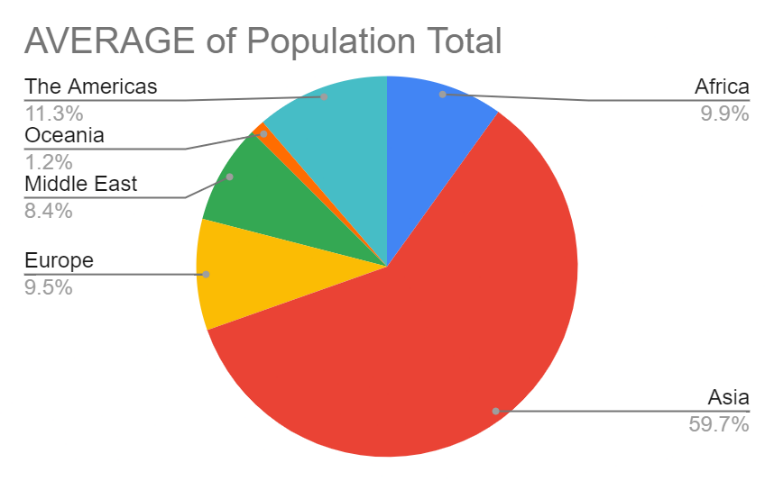 AVERAGE of Population Total
The Americas
11.3%
Oceania
1.2%
Middle East
8.4%
Europe
9.5%
Africa
9.9%
Asia
59.7%